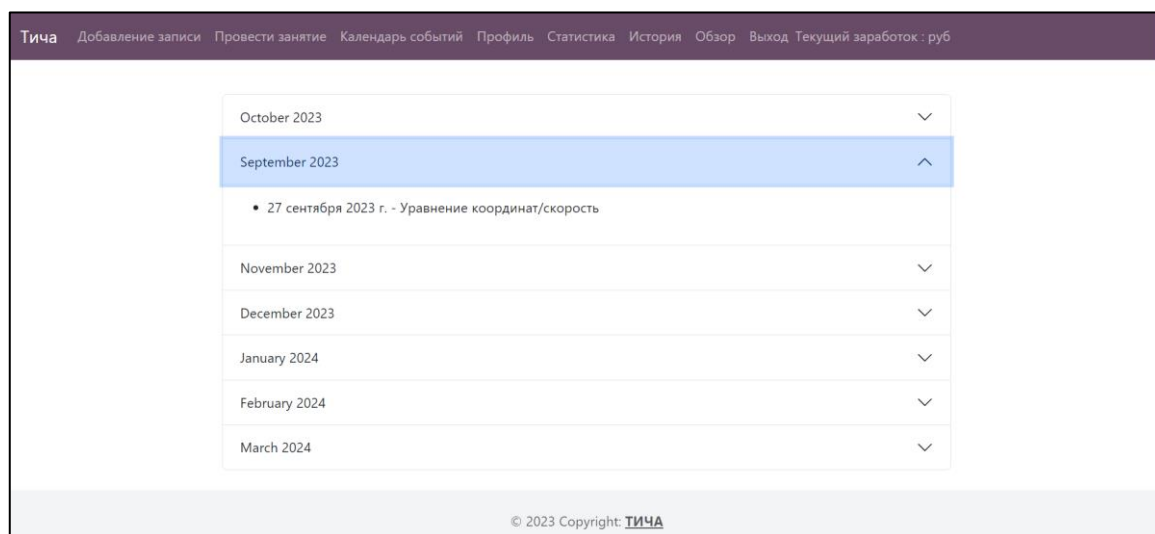 Тича Добавление записи Провести занятие Календарь событий Профиль Статистика История Обзор Выход Текущий заработок : руб
October 2023
September 2023
• 27 сентября 2023 г. - Уравнение координат/скорость
November 2023
December 2023
January 2024
February 2024
March 2024
© 2023 Copyright: ТИЧА